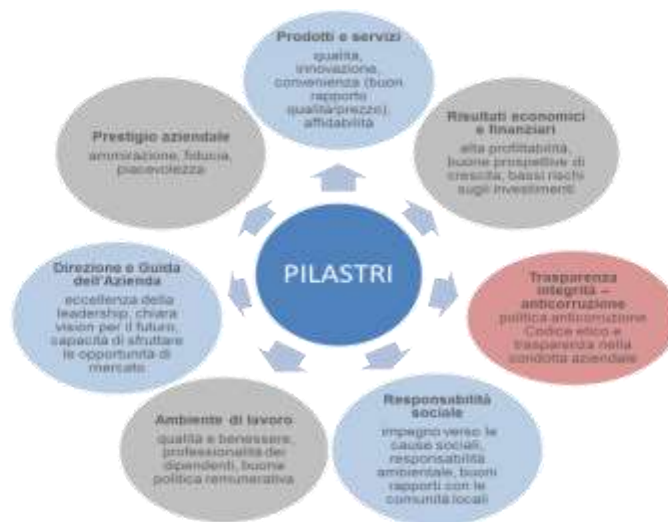 Prodotti e servizi
qualità,
innovazione,
convenienza (buon
rapporto
qualità/prezzo),
affidabilità
Risultati economici
e finanziari
alta profittabilità,
buone prospettive di
crescita, bassi rischi
sugli investimenti
Trasparenza
integrità –
anticorruzione
politica anticorruzione
Codice etico e
trasparenza nella
condotta aziendale
Responsabilità
sociale
impegno verso le
cause sociali,
responsabilità
ambientale, buoni
rapporti con le
comunità locali
Ambiente di lavoro
qualità e benessere,
professionalità dei
dipendenti, buone
politica remunerativa
Direzione e Guida
dell'Azienda
eccellenza della
leadership, chiara
vision per il futuro,
capacità di sfruttare
le opportunità di
mercato
Prestigio aziendale
ammirazione, fiducia,
piacevolezza
PILASTRI